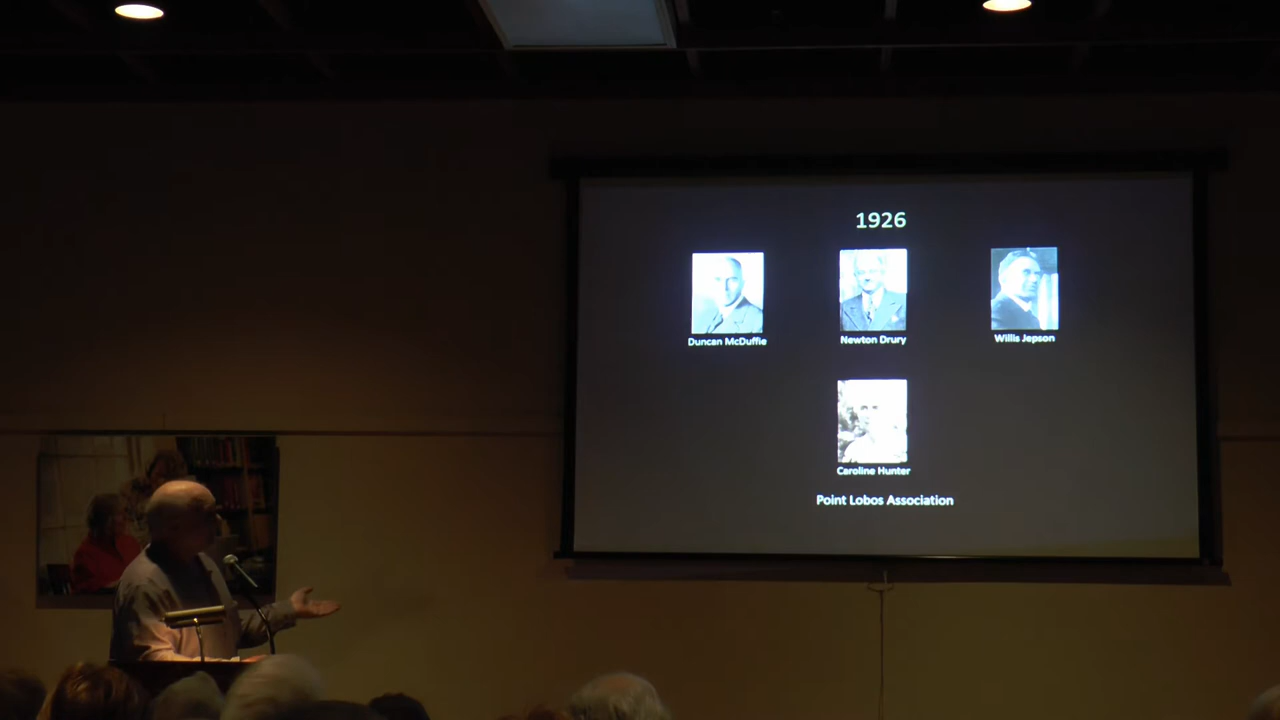 1926
Duncan McDuffie
Newton Drury
Willis Jepson
Caroline Hunter
Point Lobos Association